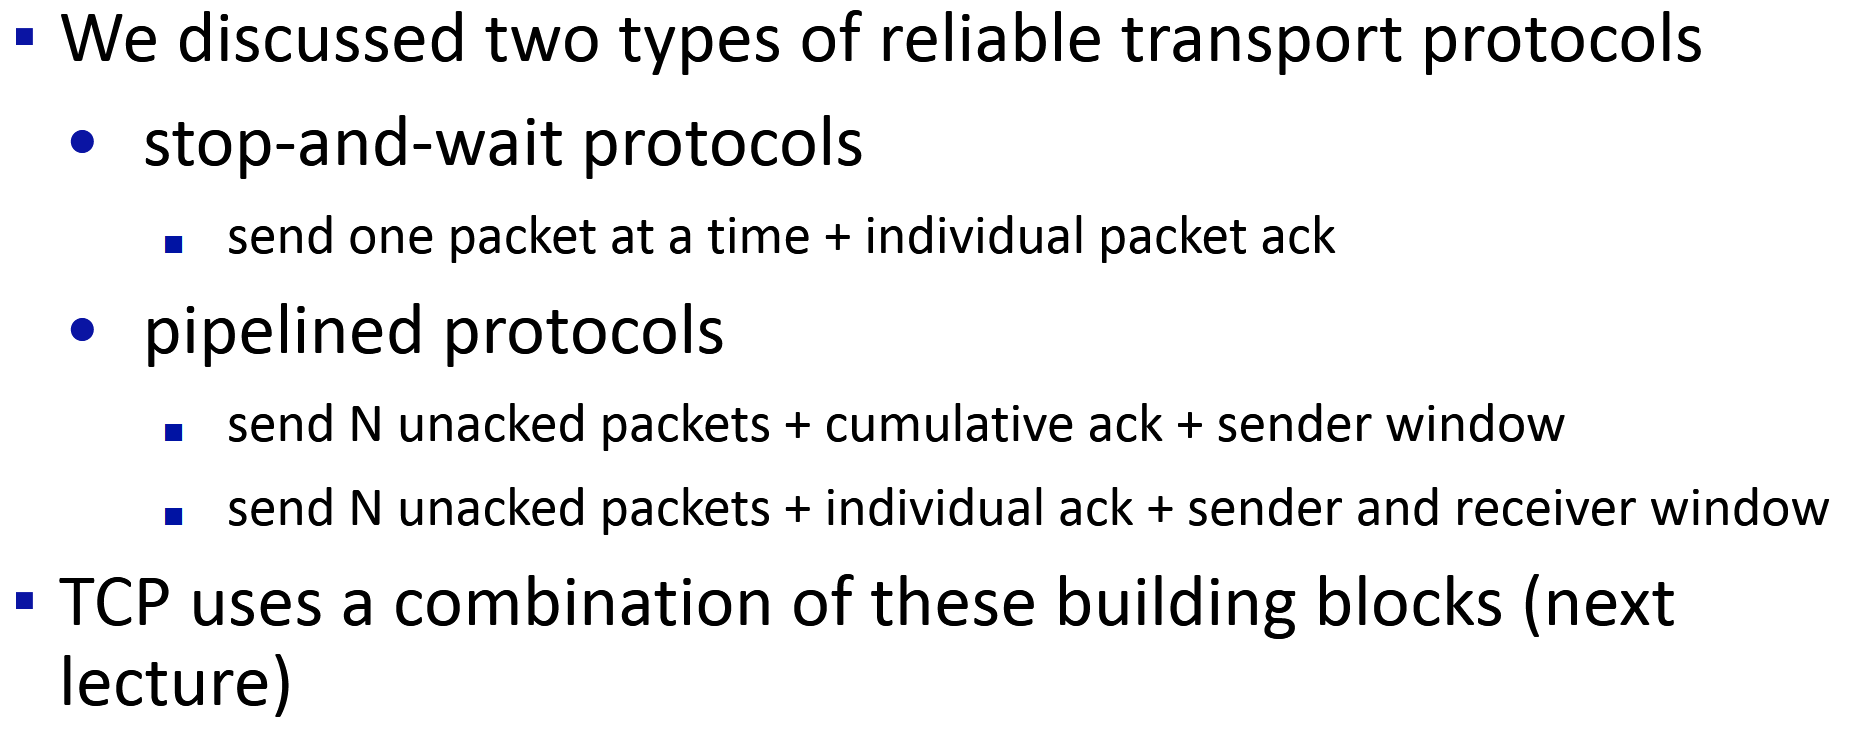 We discussed two types of reliable transport protocols
stop-and-wait protocols
send one packet at a time + individual packet ack
pipelined protocols
send N unacked packets + cumulative ack + sender window
send N unacked packets + individual ack + sender and receiver window
TCP uses a combination of these building blocks (next
lecture)